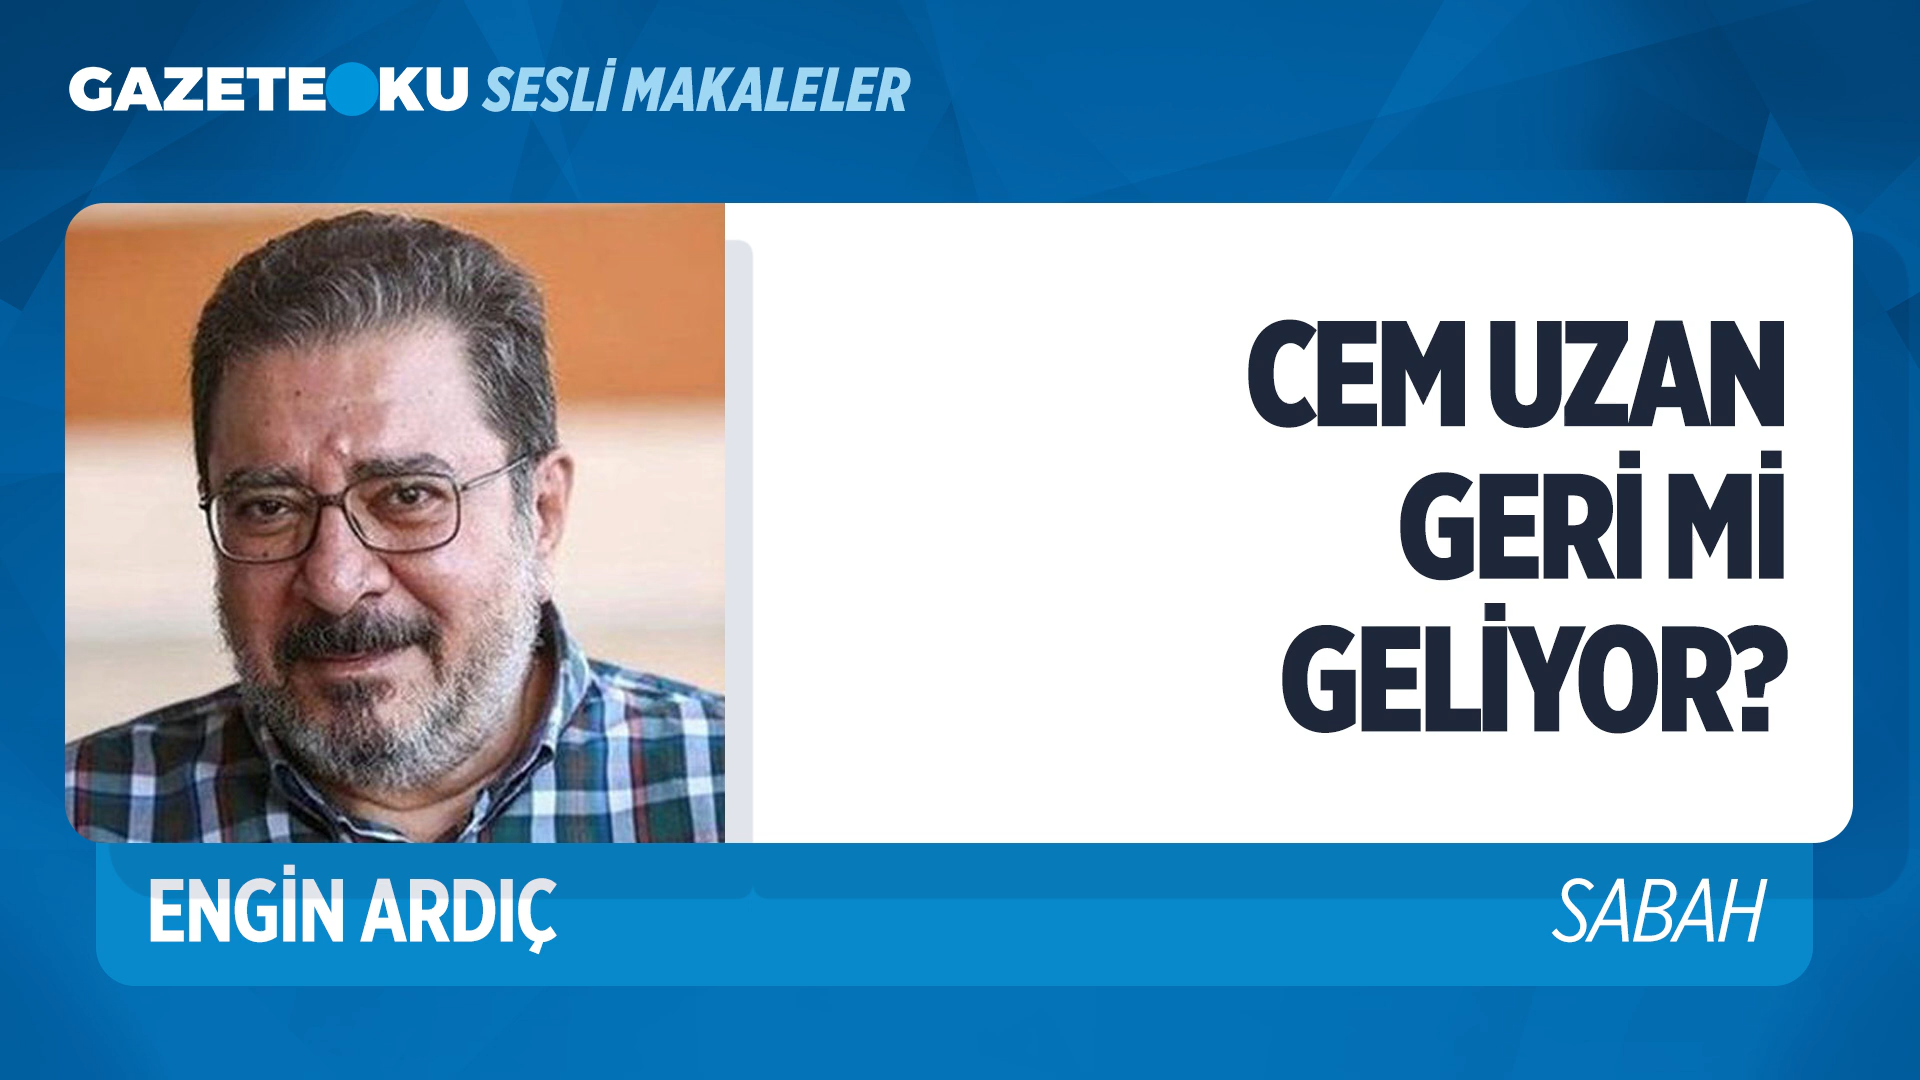 GAZETE KU SESLİ MAKALELER
CEM UZAN
GERİ Mİ
GELİYOR?
ENGİN ARDIÇ
SABAH